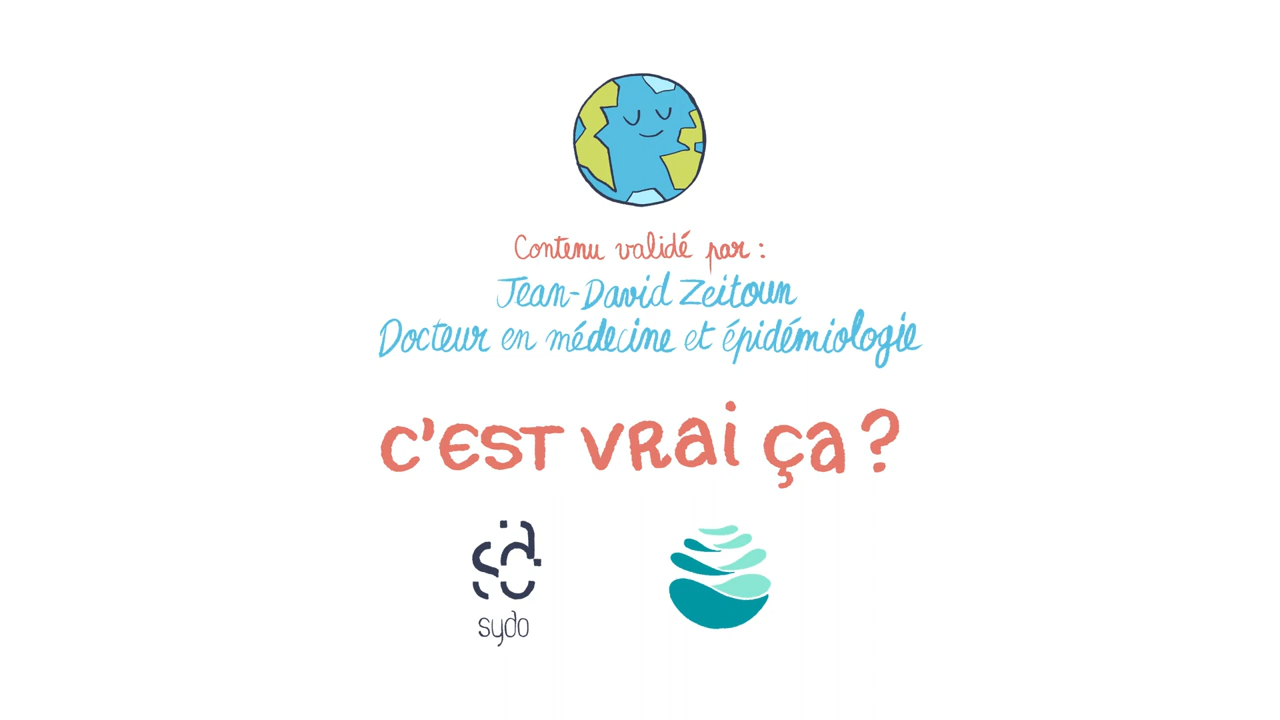 Contenu validé par :
Jean-David Zeitoun
Docteur en médecine et épidémiologie
C'EST VRAI ÇA ?
sydo